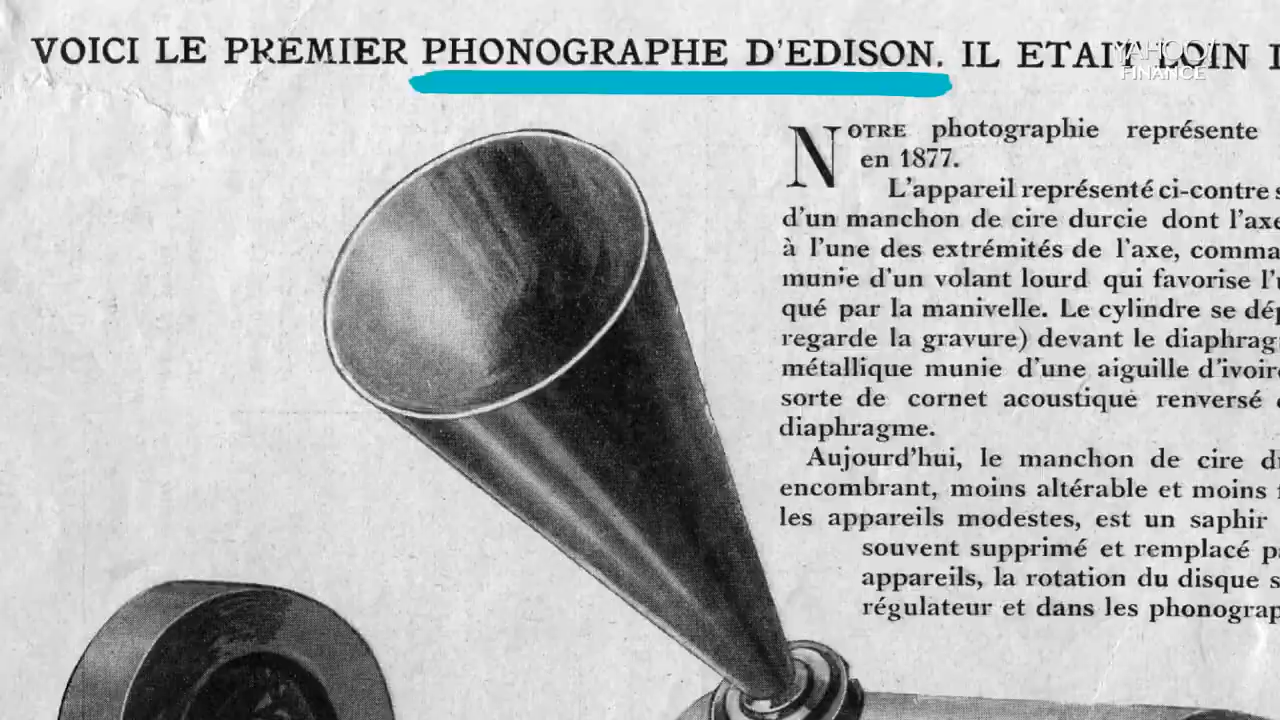 VOICI LE PREMIER PHONOGRAPHE D'EDISON. IL ETAIT LOIN
YAHOO!
FINANCE
NOTRE photographie représente
en 1877.
L'appareil représenté ci-contre
d'un manchon de cire durcie dont l'axe
à l'une des extrémités de l'axe,
munie d'un volant lourd qui favorise
qué par la manivelle. Le cylindre se
regarde la gravure) devant le
métallique munie d'une aiguille
sorte de cornet acoustique renversé
diaphragme.
Aujourd'hui, le manchon de cire
encombrant, moins altérable et moins
les appareils modestes, est un saphir
souvent supprimé et remplacé
appareils, la rotation du disque
régulateur et dans les